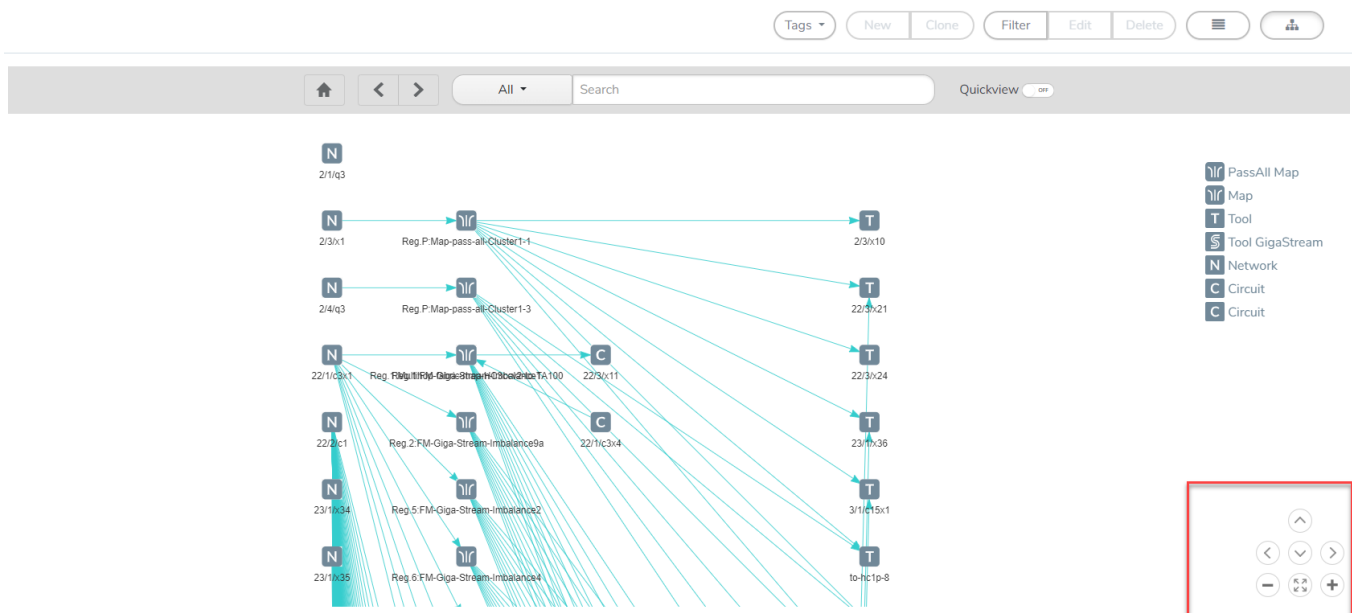 Tags New Clone Filter Edit Delete
All Search Quickview OFF
N
2/1/q3
N T
2/3/x1 Reg.P:Map-pass-all-Cluster1-1 2/3/x10
N T
2/4/q3 Reg.P:Map-pass-all-Cluster1-3 22/3/x21
N C T
22/1/c3x1 22/3/x11 22/3/x24
N C T
22/2/c1 Reg.2:FM-Giga-Stream-Imbalance9a 22/1/c3x4 23/1/x36
N T
23/1/x34 Reg.5:FM-Giga-Stream-Imbalance2 3/1/c15x1
N T
23/1/x35 Reg.6:FM-Giga-Stream-Imbalance4 to-hc1p-8
PassAll Map
Map
T Tool
S Tool GigaStream
N Network
C Circuit
C Circuit